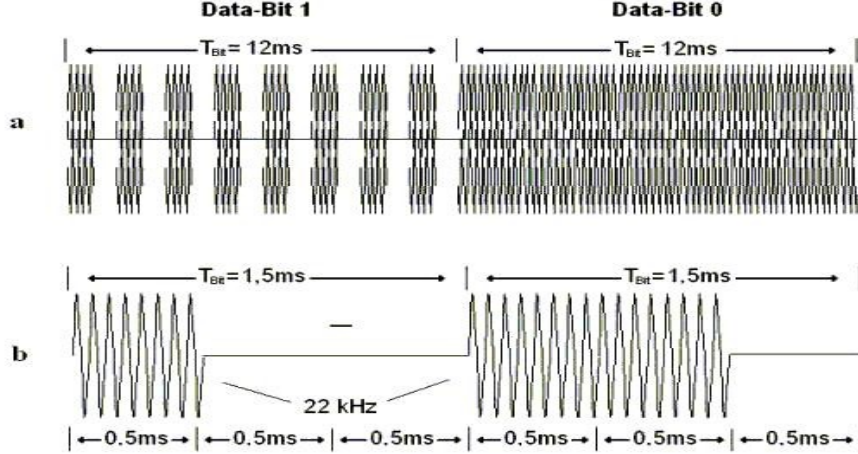 Data-Bit 1 Data-Bit 0
T_Bit = 12ms T_Bit = 12ms
a
T_Bit = 1,5ms T_Bit = 1,5ms
b
22 kHz
0.5ms 0.5ms 0.5ms 0.5ms 0.5ms 0.5ms